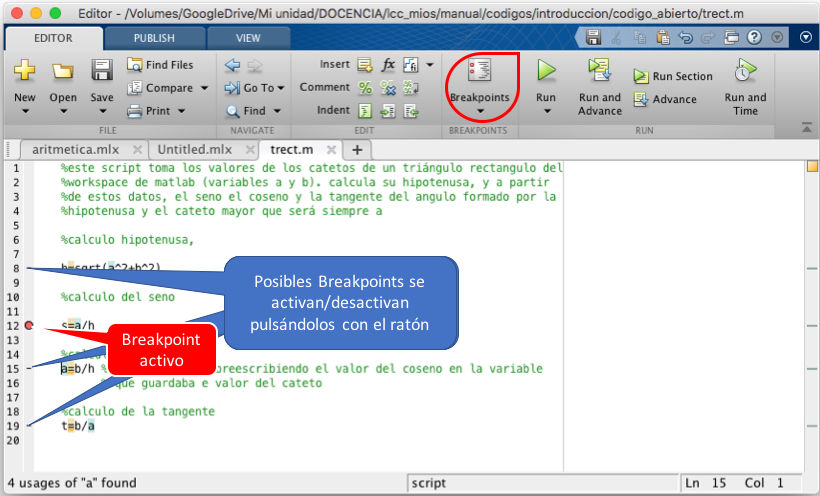 Editor - /Volumes/GoogleDrive/Mi unidad/DOCENCIA/lcc_mios/manual/codigos/introduccion/codigo_abierto/trect.m
EDITOR PUBLISH VIEW
New Open Save
Find Files
Compare
Print
FILE
Go To
Find
NAVIGATE
Insert fx
Comment
Indent
EDIT
Breakpoints
BREAKPOINTS
Run
Run and Advance
Run Section
Advance
Run and Time
RUN
aritmetica.mlx Untitled.mlx trect.m +
1 %este script toma los valores de los catetos de un triángulo rectangulo del
2 %workspace de matlab (variables a y b). calcula su hipotenusa, y a partir
3 %de estos datos, el seno el coseno y la tangente del angulo formado por la
4 %hipotenusa y el cateto mayor que será siempre a
5
6 %calculo hipotenusa,
7
8 h=sqrt(a^2+b^2)
9
10 %calculo del seno
11
12 s=a/h
13
14
15 a=b/h % preescribiendo el valor del coseno en la variable
16 que guardaba e valor del cateto
17
18 %calculo de la tangente
19 t=b/a
20
Posibles Breakpoints se
activan/desactivan
pulsándolos con el ratón
Breakpoint
activo
4 usages of "a" found script Ln 15 Col 1